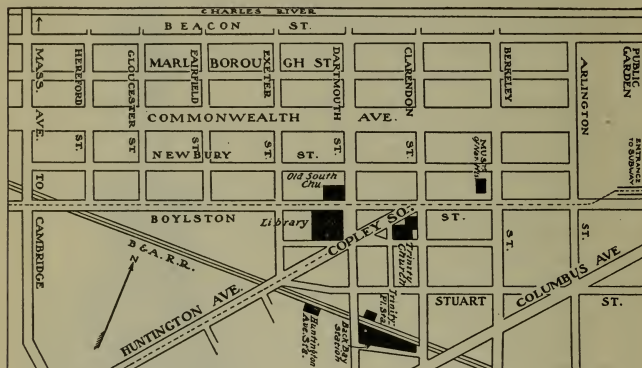 CHARLES RIVER
BEACON ST.
MASS. AVE. TO CAMBRIDGE
HEREFORD ST.
GLOUCESTER ST.
FAIRFIELD ST.
EXETER ST.
DARTMOUTH ST.
CLARENDON ST.
BERKELEY ST.
ARLINGTON ST.
PUBLIC GARDEN
MARLBOROUGH ST.
COMMONWEALTH AVE.
NEWBURY ST.
ENTRANCE TO SUBWAY
Old South Chu.
BOYLSTON ST.
Library
COPLEY SQ.
Trinity Church
B & A. R.R.
N
HUNTINGTON AVE.
Huntington Ave. Sta.
Back Bay Station
Trinity Pl. Sta.
STUART ST.
COLUMBUS AVE